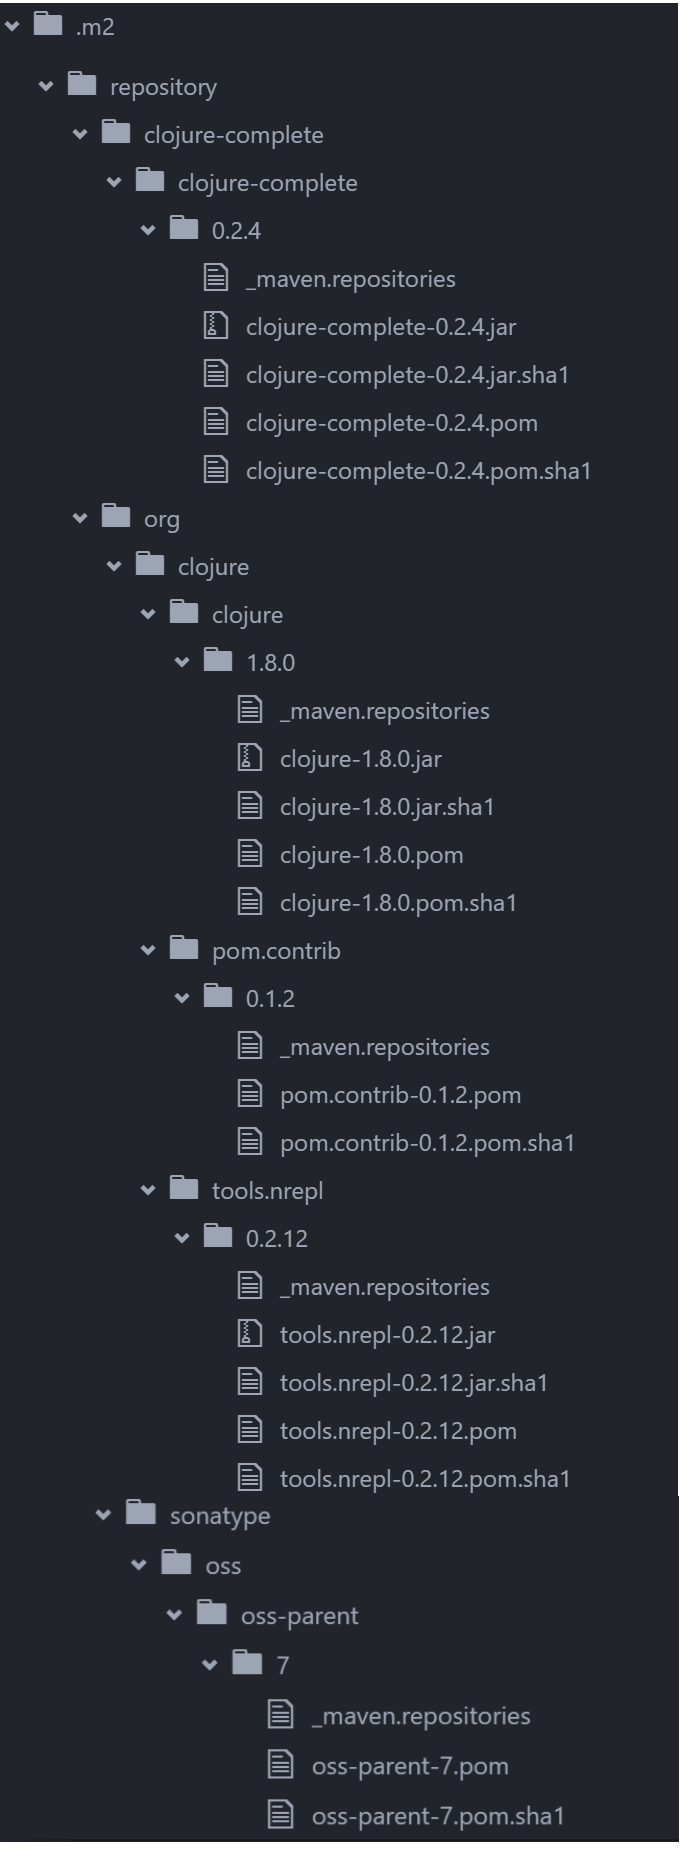 .m2
repository
clojure-complete
clojure-complete
0.2.4
_maven.repositories
clojure-complete-0.2.4.jar
clojure-complete-0.2.4.jar.sha1
clojure-complete-0.2.4.pom
clojure-complete-0.2.4.pom.sha1
org
clojure
clojure
1.8.0
_maven.repositories
clojure-1.8.0.jar
clojure-1.8.0.jar.sha1
clojure-1.8.0.pom
clojure-1.8.0.pom.sha1
pom.contrib
0.1.2
_maven.repositories
pom.contrib-0.1.2.pom
pom.contrib-0.1.2.pom.sha1
tools.nrepl
0.2.12
_maven.repositories
tools.nrepl-0.2.12.jar
tools.nrepl-0.2.12.jar.sha1
tools.nrepl-0.2.12.pom
tools.nrepl-0.2.12.pom.sha1
sonatype
oss
oss-parent
7
_maven.repositories
oss-parent-7.pom
oss-parent-7.pom.sha1